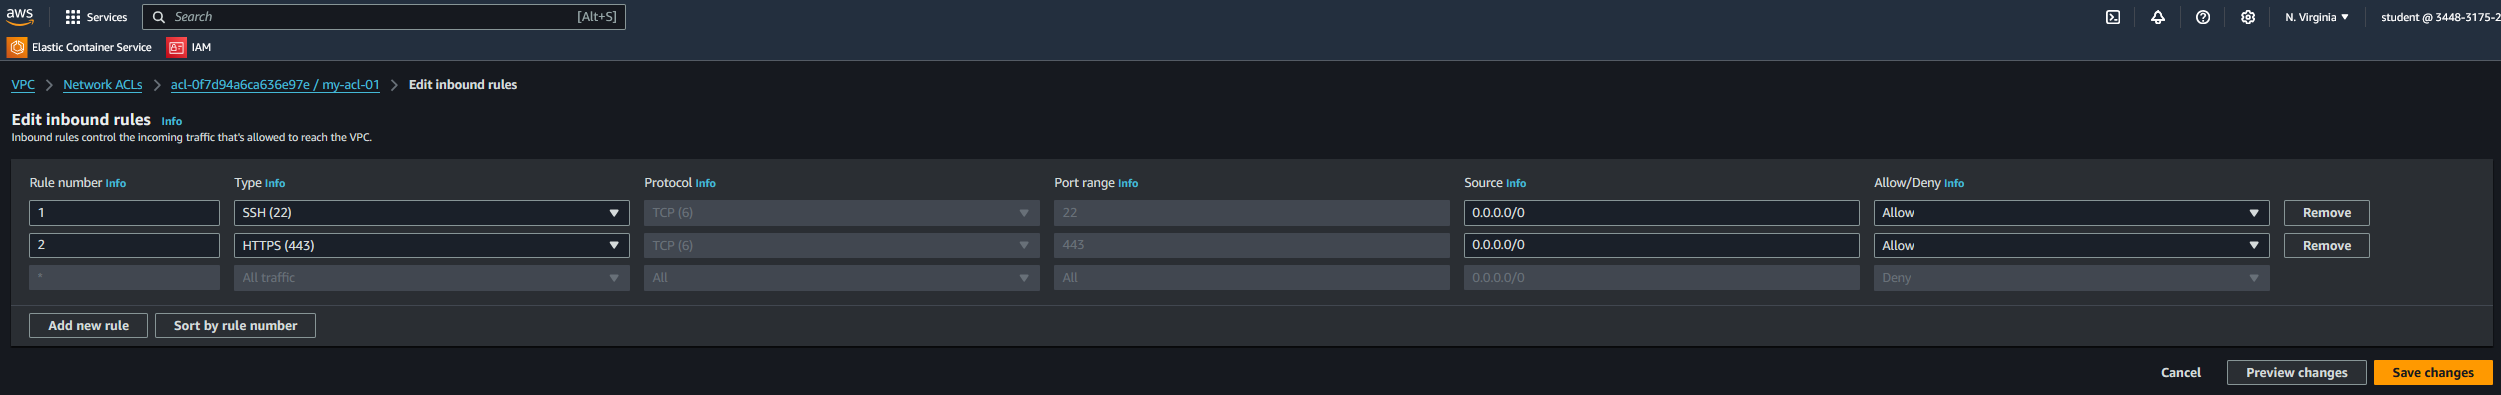 aws Services Search [Alt+S] N. Virginia student @ 3448-3175-2
Elastic Container Service IAM
VPC > Network ACLs > acl-0f7d94a6ca636e97e / my-acl-01 > Edit inbound rules
Edit inbound rules Info
Inbound rules control the incoming traffic that's allowed to reach the VPC.
Rule number Info Type Info Protocol Info Port range Info Source Info Allow/Deny Info
1 SSH (22) TCP (6) 22 0.0.0.0/0 Allow Remove
2 HTTPS (443) TCP (6) 443 0.0.0.0/0 Allow Remove
* All traffic All All 0.0.0.0/0 Deny
Add new rule Sort by rule number
Cancel Preview changes Save changes